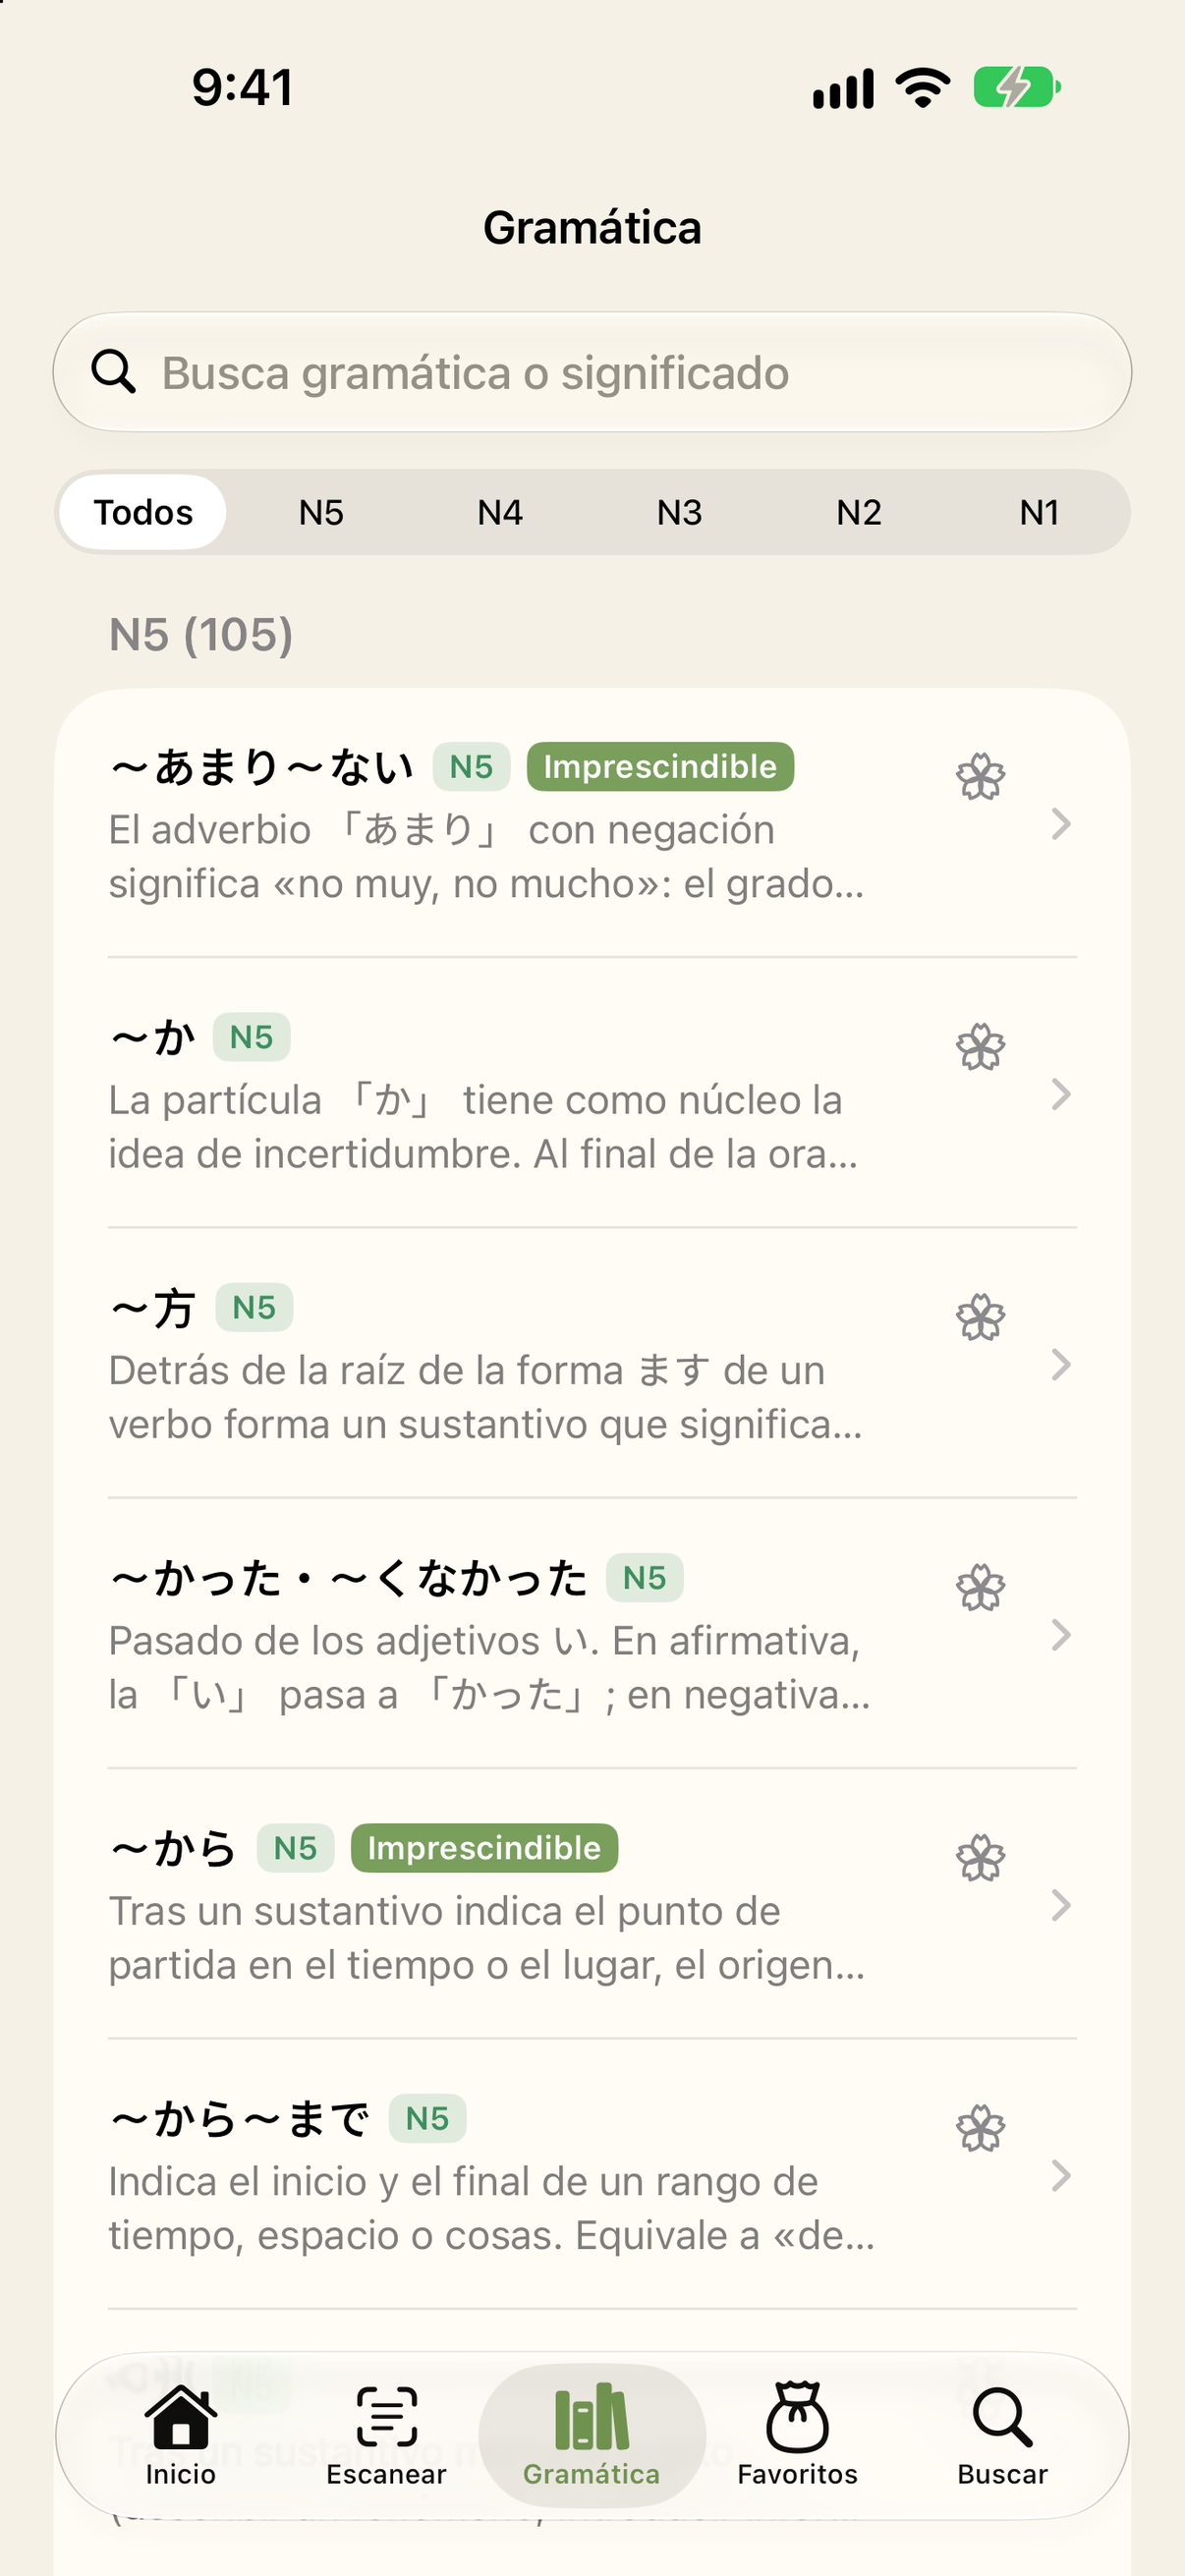 9:41
Gramática
Busca gramática o significado
Todos N5 N4 N3 N2 N1
N5 (105)
～あまり～ない N5 Imprescindible
El adverbio 「あまり」 con negación
significa «no muy, no mucho»: el grado...
～か N5
La partícula 「か」 tiene como núcleo la
idea de incertidumbre. Al final de la ora...
～方 N5
Detrás de la raíz de la forma ます de un
verbo forma un sustantivo que significa...
～かった・～くなかった N5
Pasado de los adjetivos い. En afirmativa,
la 「い」 pasa a 「かった」; en negativa...
～から N5 Imprescindible
Tras un sustantivo indica el punto de
partida en el tiempo o el lugar, el origen...
～から～まで N5
Indica el inicio y el final de un rango de
tiempo, espacio o cosas. Equivale a «de...
Tras un sustantivo
Inicio Escanear Gramática Favoritos Buscar